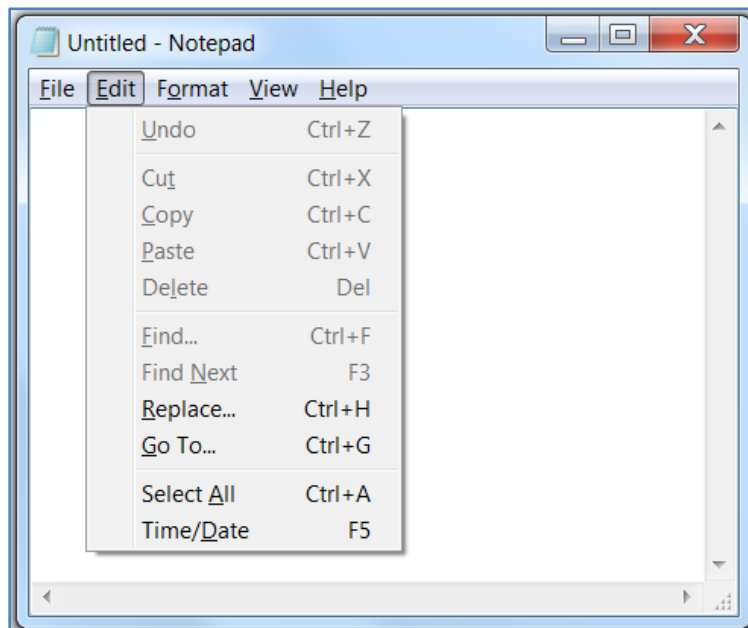 Untitled - Notepad
File Edit Format View Help
Undo Ctrl+Z
Cut Ctrl+X
Copy Ctrl+C
Paste Ctrl+V
Delete Del
Find... Ctrl+F
Find Next F3
Replace... Ctrl+H
Go To... Ctrl+G
Select All Ctrl+A
Time/Date F5